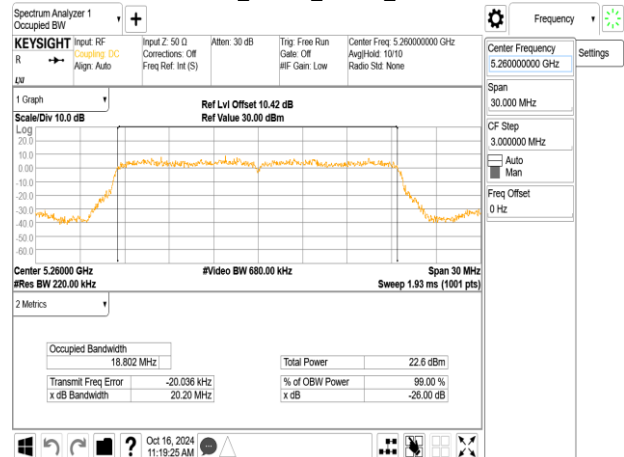 Spectrum Analyzer 1
Occupied BW
Frequency
KEYSIGHT
R
LXI
Input: RF
Coupling: DC
Align: Auto
Input Z: 50 Ω
Corrections: Off
Freq Ref: Int (S)
Atten: 30 dB
Trig: Free Run
Gate: Off
#IF Gain: Low
Center Freq: 5.260000000 GHz
Avg|Hold: 10/10
Radio Std: None
Center Frequency
5.260000000 GHz
Settings
Span
30.000 MHz
CF Step
3.000000 MHz
Auto
Man
Freq Offset
0 Hz
1 Graph
Scale/Div 10.0 dB
Ref Lvl Offset 10.42 dB
Ref Value 30.00 dBm
Log
20.0
10.0
0.00
-10.0
-20.0
-30.0
-40.0
-50.0
-60.0
Center 5.26000 GHz
#Video BW 680.00 kHz
Span 30 MHz
#Res BW 220.00 kHz
Sweep 1.93 ms (1001 pts)
2 Metrics
Occupied Bandwidth
18.802 MHz
Total Power 22.6 dBm
Transmit Freq Error -20.036 kHz
% of OBW Power 99.00 %
x dB Bandwidth 20.20 MHz
x dB -26.00 dB
Oct 16, 2024
11:19:25 AM